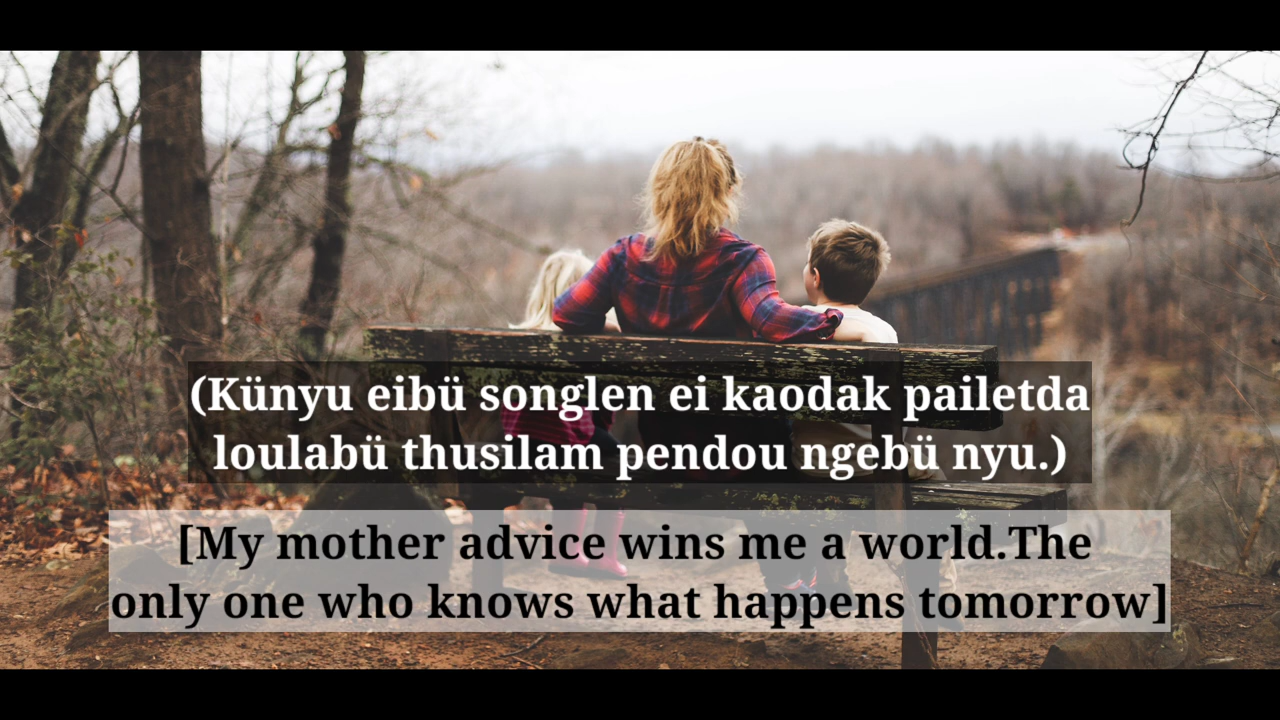 (Künyu eibü songlen ei kaodak pailetda
loulabü thusilam pendou ngebü nyu.)
[My mother advice wins me a world.The
only one who knows what happens tomorrow]